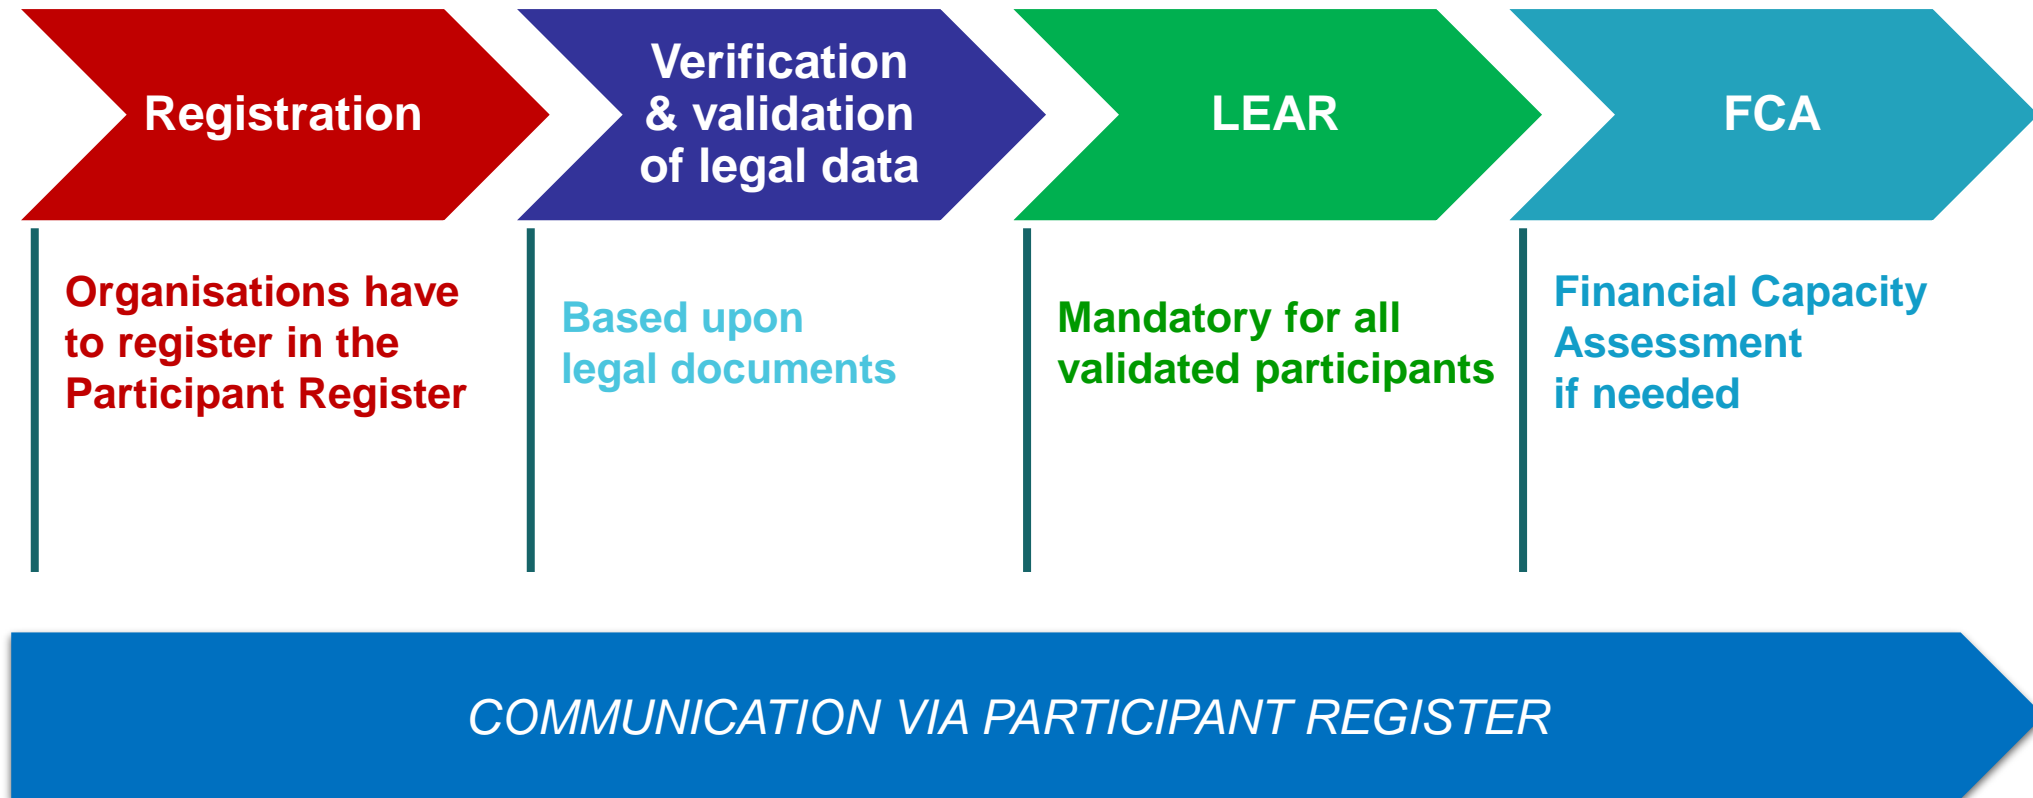 Registration
Verification
& validation
of legal data
LEAR
FCA
Organisations have
to register in the
Participant Register
Based upon
legal documents
Mandatory for all
validated participants
Financial Capacity
Assessment
if needed
COMMUNICATION VIA PARTICIPANT REGISTER